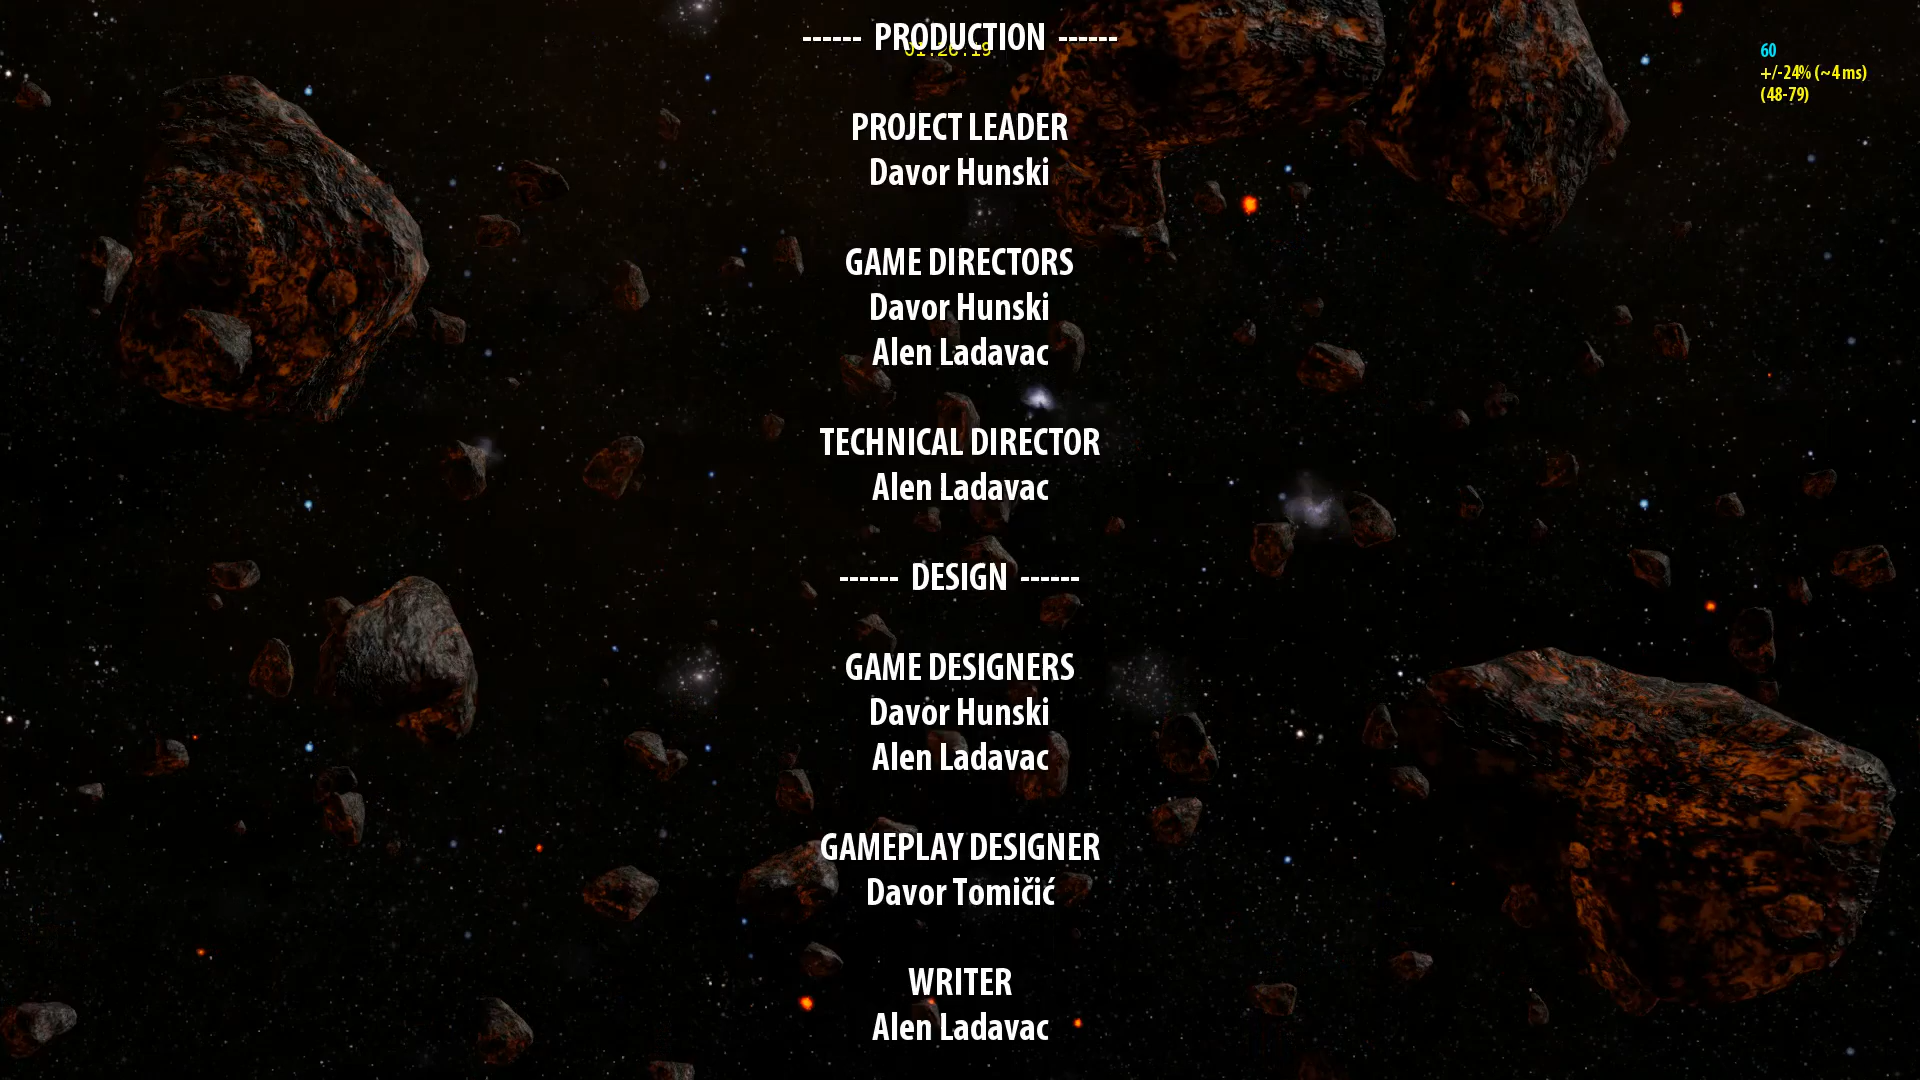 ------ PRODUCTION ------
60
+/-24% (~4 ms)
(48-79)
PROJECT LEADER
Davor Hunski
GAME DIRECTORS
Davor Hunski
Alen Ladavac
TECHNICAL DIRECTOR
Alen Ladavac
------ DESIGN ------
GAME DESIGNERS
Davor Hunski
Alen Ladavac
GAMEPLAY DESIGNER
Davor Tomičić
WRITER
Alen Ladavac